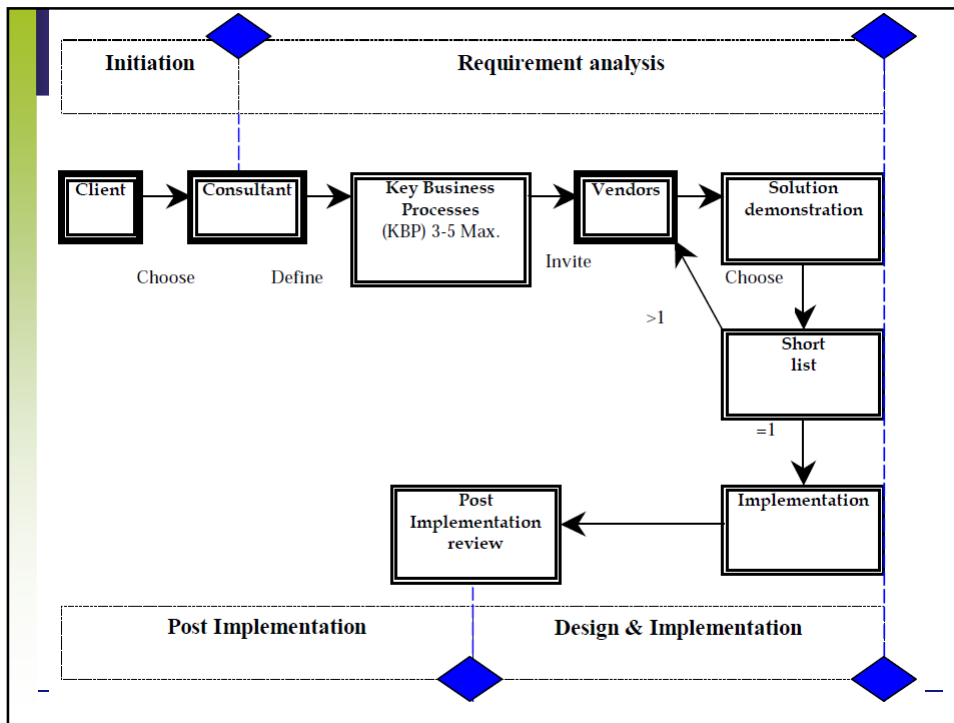 Initiation
Requirement analysis
Client
Consultant
Key Business
Processes
(KBP) 3-5 Max.
Vendors
Solution
demonstration
Choose
Define
Invite
Choose
>1
Short
list
=1
Post
Implementation
review
Implementation
Post Implementation
Design & Implementation